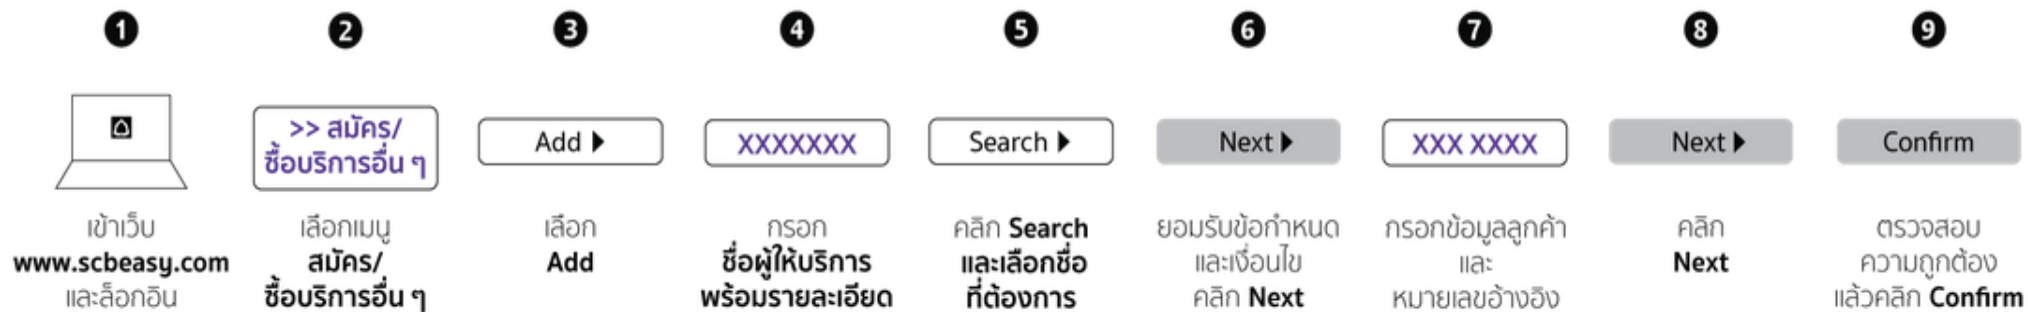 1
2
3
4
5
6
7
8
9
>> สมัคร/
ซื้อบริการอื่น ๆ
Add
XXXXXXX
Search
Next
XXX XXXX
Next
Confirm
เข้าเว็บ
www.scbeasy.com
และล็อกอิน
เลือกเมนู
สมัคร/
ซื้อบริการอื่น ๆ
เลือก
Add
กรอก
ชื่อผู้ให้บริการ
พร้อมรายละเอียด
คลิก Search
และเลือกชื่อ
ที่ต้องการ
ยอมรับข้อกำหนด
และเงื่อนไข
คลิก Next
กรอกข้อมูลลูกค้า
และ
หมายเลขอ้างอิง
คลิก
Next
ตรวจสอบ
ความถูกต้อง
แล้วคลิก Confirm